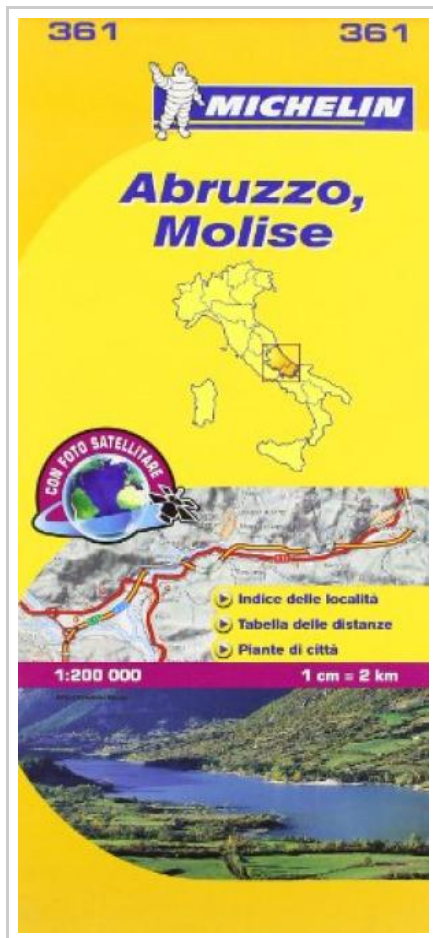 361 361
MICHELIN
Abruzzo,
Molise
CON FOTO SATELLITARE
Indice delle località
Tabella delle distanze
Piante di città
1:200 000 1 cm = 2 km